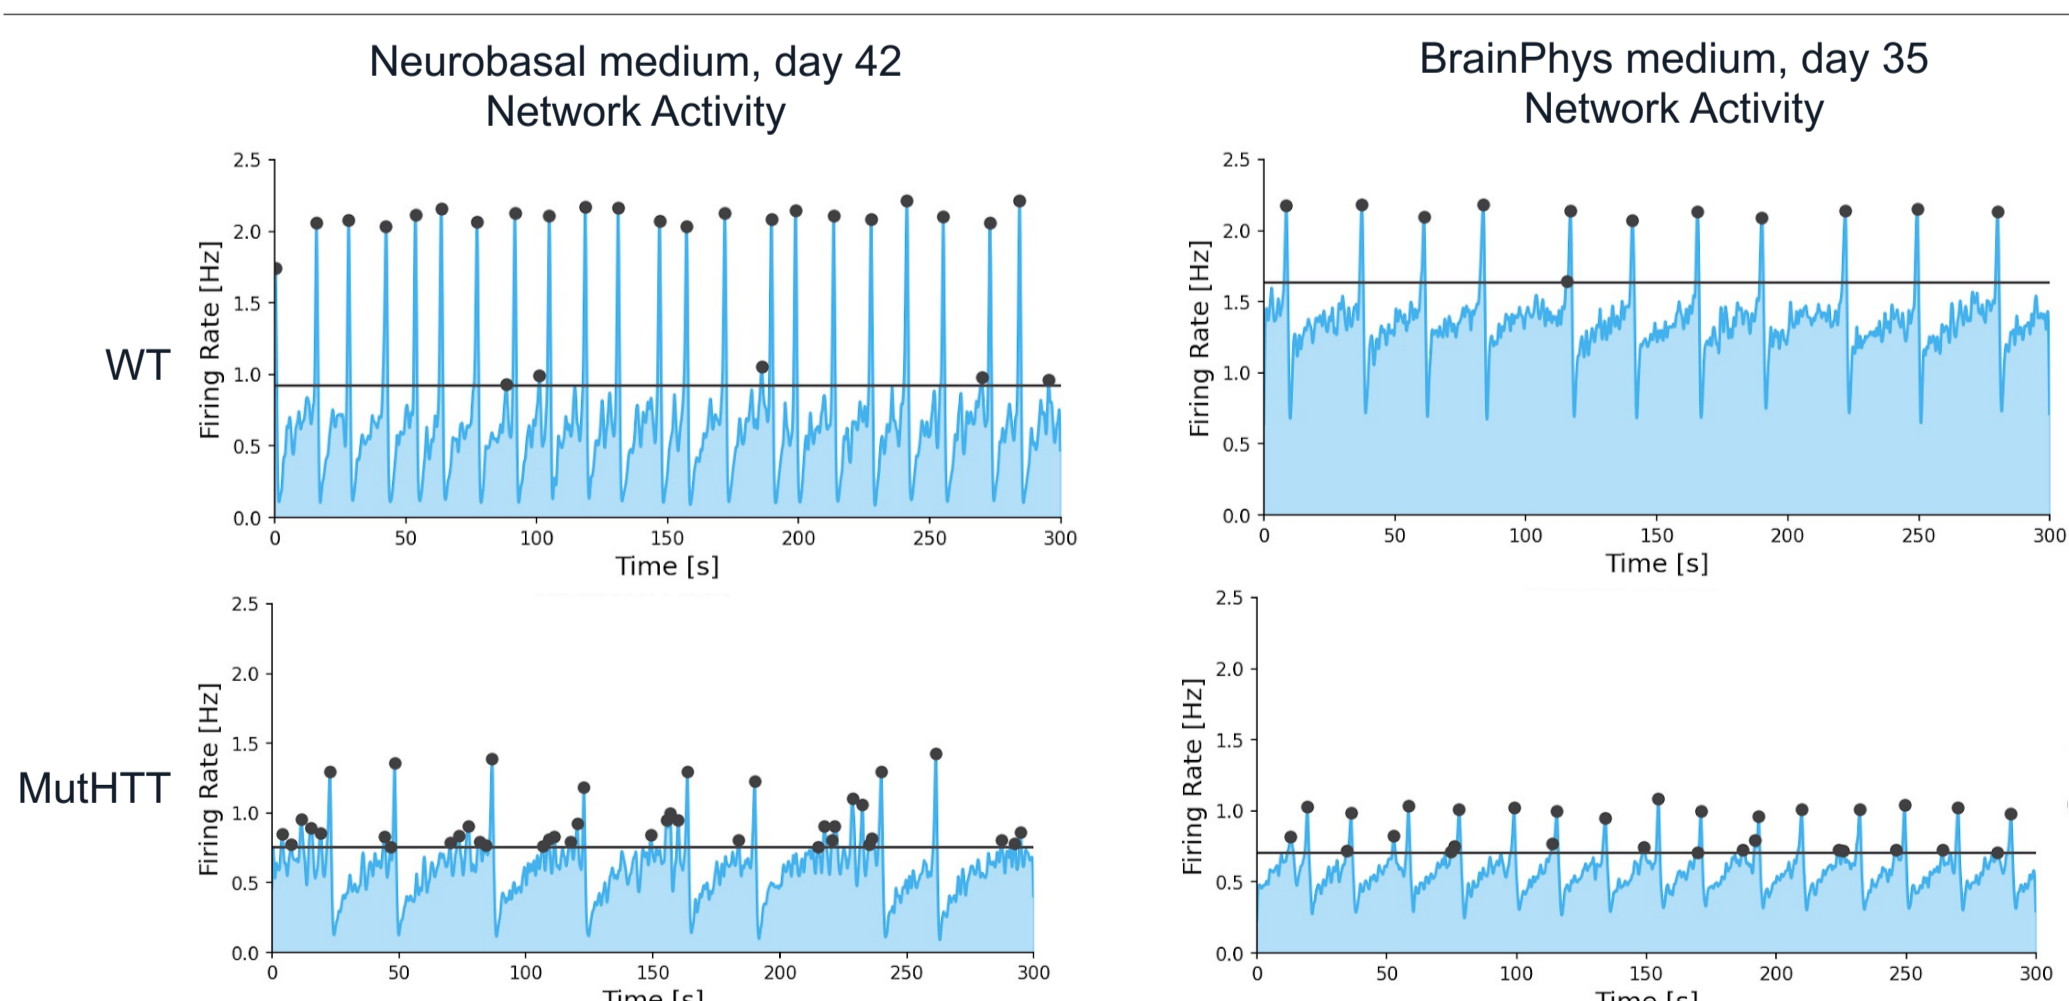 Neurobasal medium, day 42
Network Activity
BrainPhys medium, day 35
Network Activity
WT
Firing Rate [Hz]
2.5
2.0
1.5
1.0
0.5
0.0
0 50 100 150 200 250 300
Time [s]
Firing Rate [Hz]
2.5
2.0
1.5
1.0
0.5
0.0
0 50 100 150 200 250 300
Time [s]
MutHTT
Firing Rate [Hz]
2.5
2.0
1.5
1.0
0.5
0.0
0 50 100 150 200 250 300
Time [s]
Firing Rate [Hz]
2.5
2.0
1.5
1.0
0.5
0.0
0 50 100 150 200 250 300
Time [s]